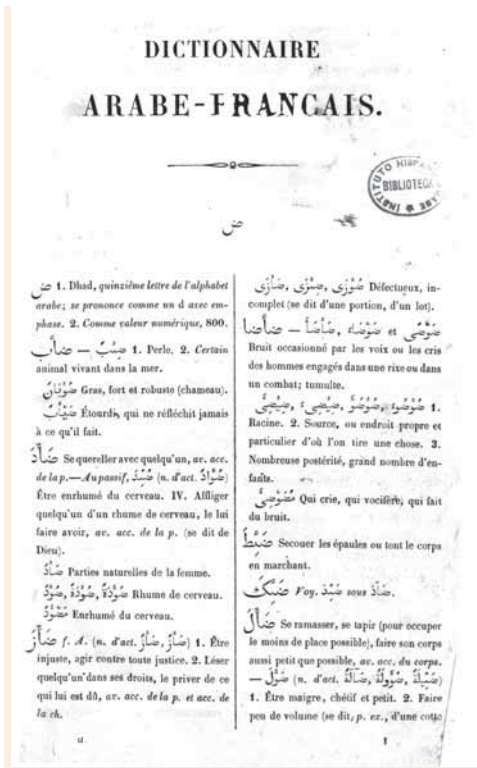 DICTIONNAIRE
ARABE-FRANCAIS.
INSTITUTO HISP
BIBLIOTECA
ض
ض 1. Dhad, quinzième lettre de l'alphabet
arabe; se prononce comme un d avec em-
phase. 2. Comme valeur numérique, 800.
1. Perle. 2. Certain
animal vivant dans la mer.
Gras, fort et robuste (chameau).
Étourdi, qui ne réfléchit jamais
à ce qu'il fait.
Se quereller avec quelqu'un, av. acc.
de la p.—Au passif, (n. d'act.
Être enrhumé du cerveau. IV. Affliger
quelqu'un d'un rhume de cerveau, le lui
faire avoir, av. acc. de la p. (se dit de
Dieu).
Parties naturelles de la femme.
Rhume de cerveau.
Enrhumé du cerveau.
f. A. (n. d'act. 1. Être
injuste, agir contre toute justice. 2. Léser
quelqu'un dans ses droits, le priver de ce
qui lui est dû, av. acc. de la p. et acc. de
la ch.
II.
Défectueux, in-
complet (se dit d'une portion, d'un lot).
et
Bruit occasionné par les voix ou les cris
des hommes engagés dans une rixe ou dans
un combat; tumulte.
1.
Racine. 2. Source, ou endroit propre et
particulier d'où l'on tire une chose. 3.
Nombreuse postérité, grand nombre d'en-
fants.
Qui crie, qui vocifère, qui fait
du bruit.
Secouer les épaules ou tout le corps
en marchant.
Voy. sous
Se ramasser, se tapir (pour occuper
le moins de place possible), faire son corps
aussi petit que possible, av. acc. du corps.
— (n. d'act.
1. Être maigre, chétif et petit. 2. Faire
peu de volume (se dit, p. ex., d'une cotte
1